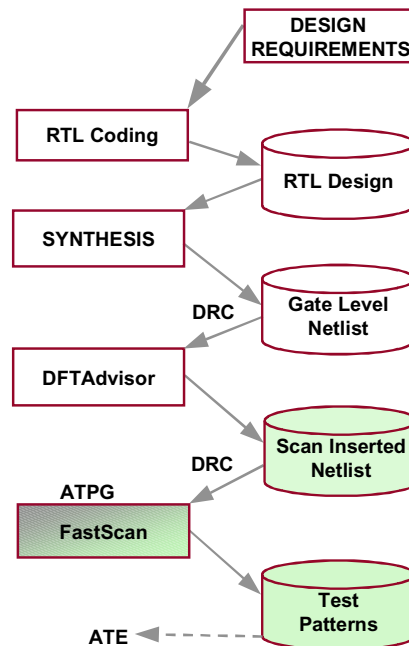 DESIGN
REQUIREMENTS
RTL Coding
RTL Design
SYNTHESIS
Gate Level
Netlist
DRC
DFTAdvisor
Scan Inserted
Netlist
DRC
ATPG
FastScan
Test
Patterns
ATE